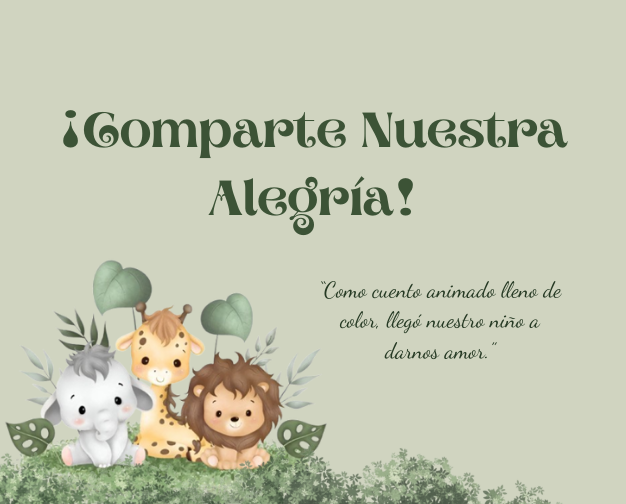 ¡Comparte Nuestra
Alegría!
"Como cuento animado lleno de
color, llegó nuestro niño a
darnos amor."